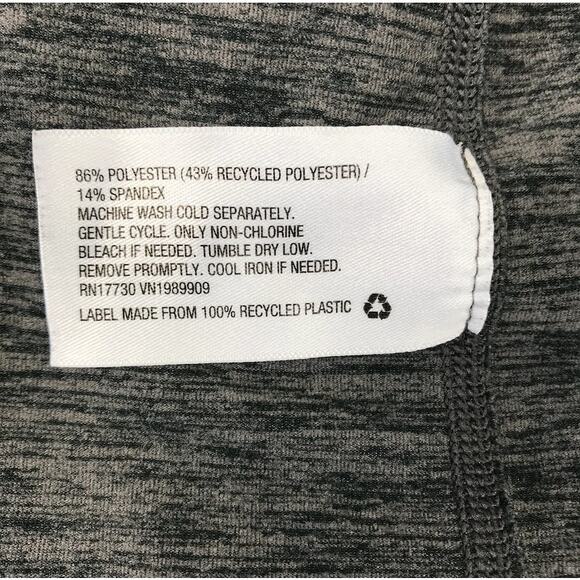 86% POLYESTER (43% RECYCLED POLYESTER) /
14% SPANDEX
MACHINE WASH COLD SEPARATELY.
GENTLE CYCLE. ONLY NON-CHLORINE
BLEACH IF NEEDED. TUMBLE DRY LOW.
REMOVE PROMPTLY. COOL IRON IF NEEDED.
RN17730 VN1989909
LABEL MADE FROM 100% RECYCLED PLASTIC